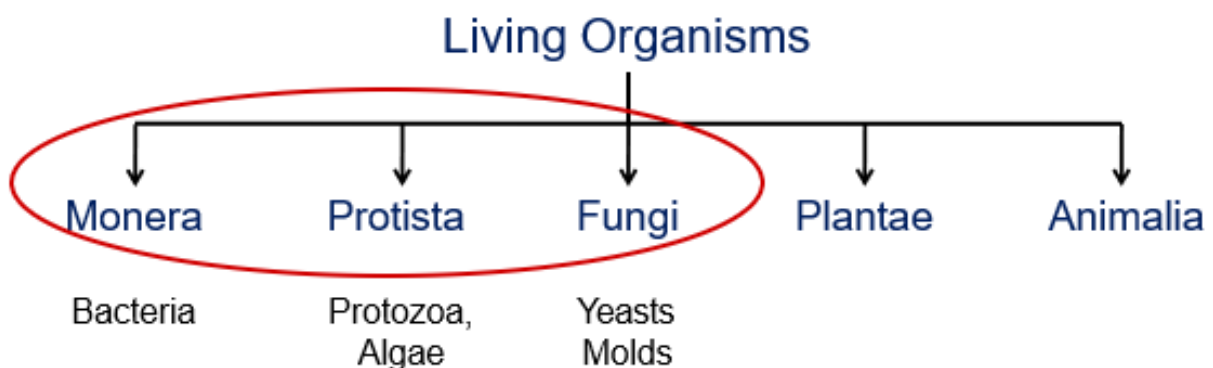 Living Organisms
Monera Protista Fungi Plantae Animalia
Bacteria Protozoa, Yeasts
Algae Molds